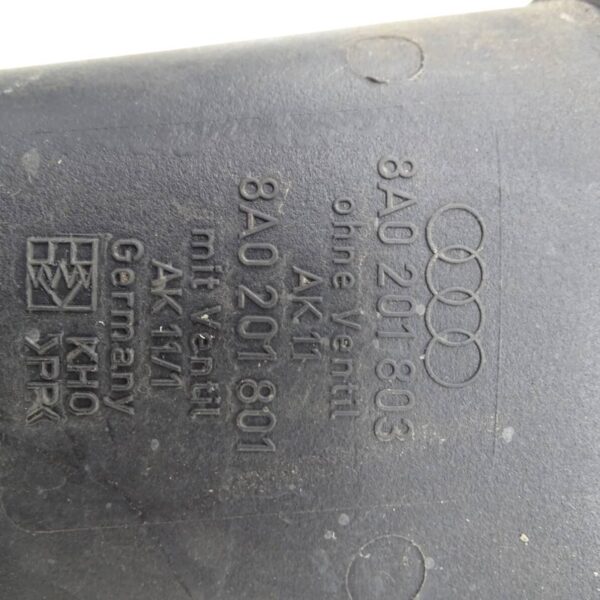 8A0 201 803
ohne Ventil
AK 11
8A0 201 801
mit Ventil
AK 11/1
Germany
KHO
>PP<